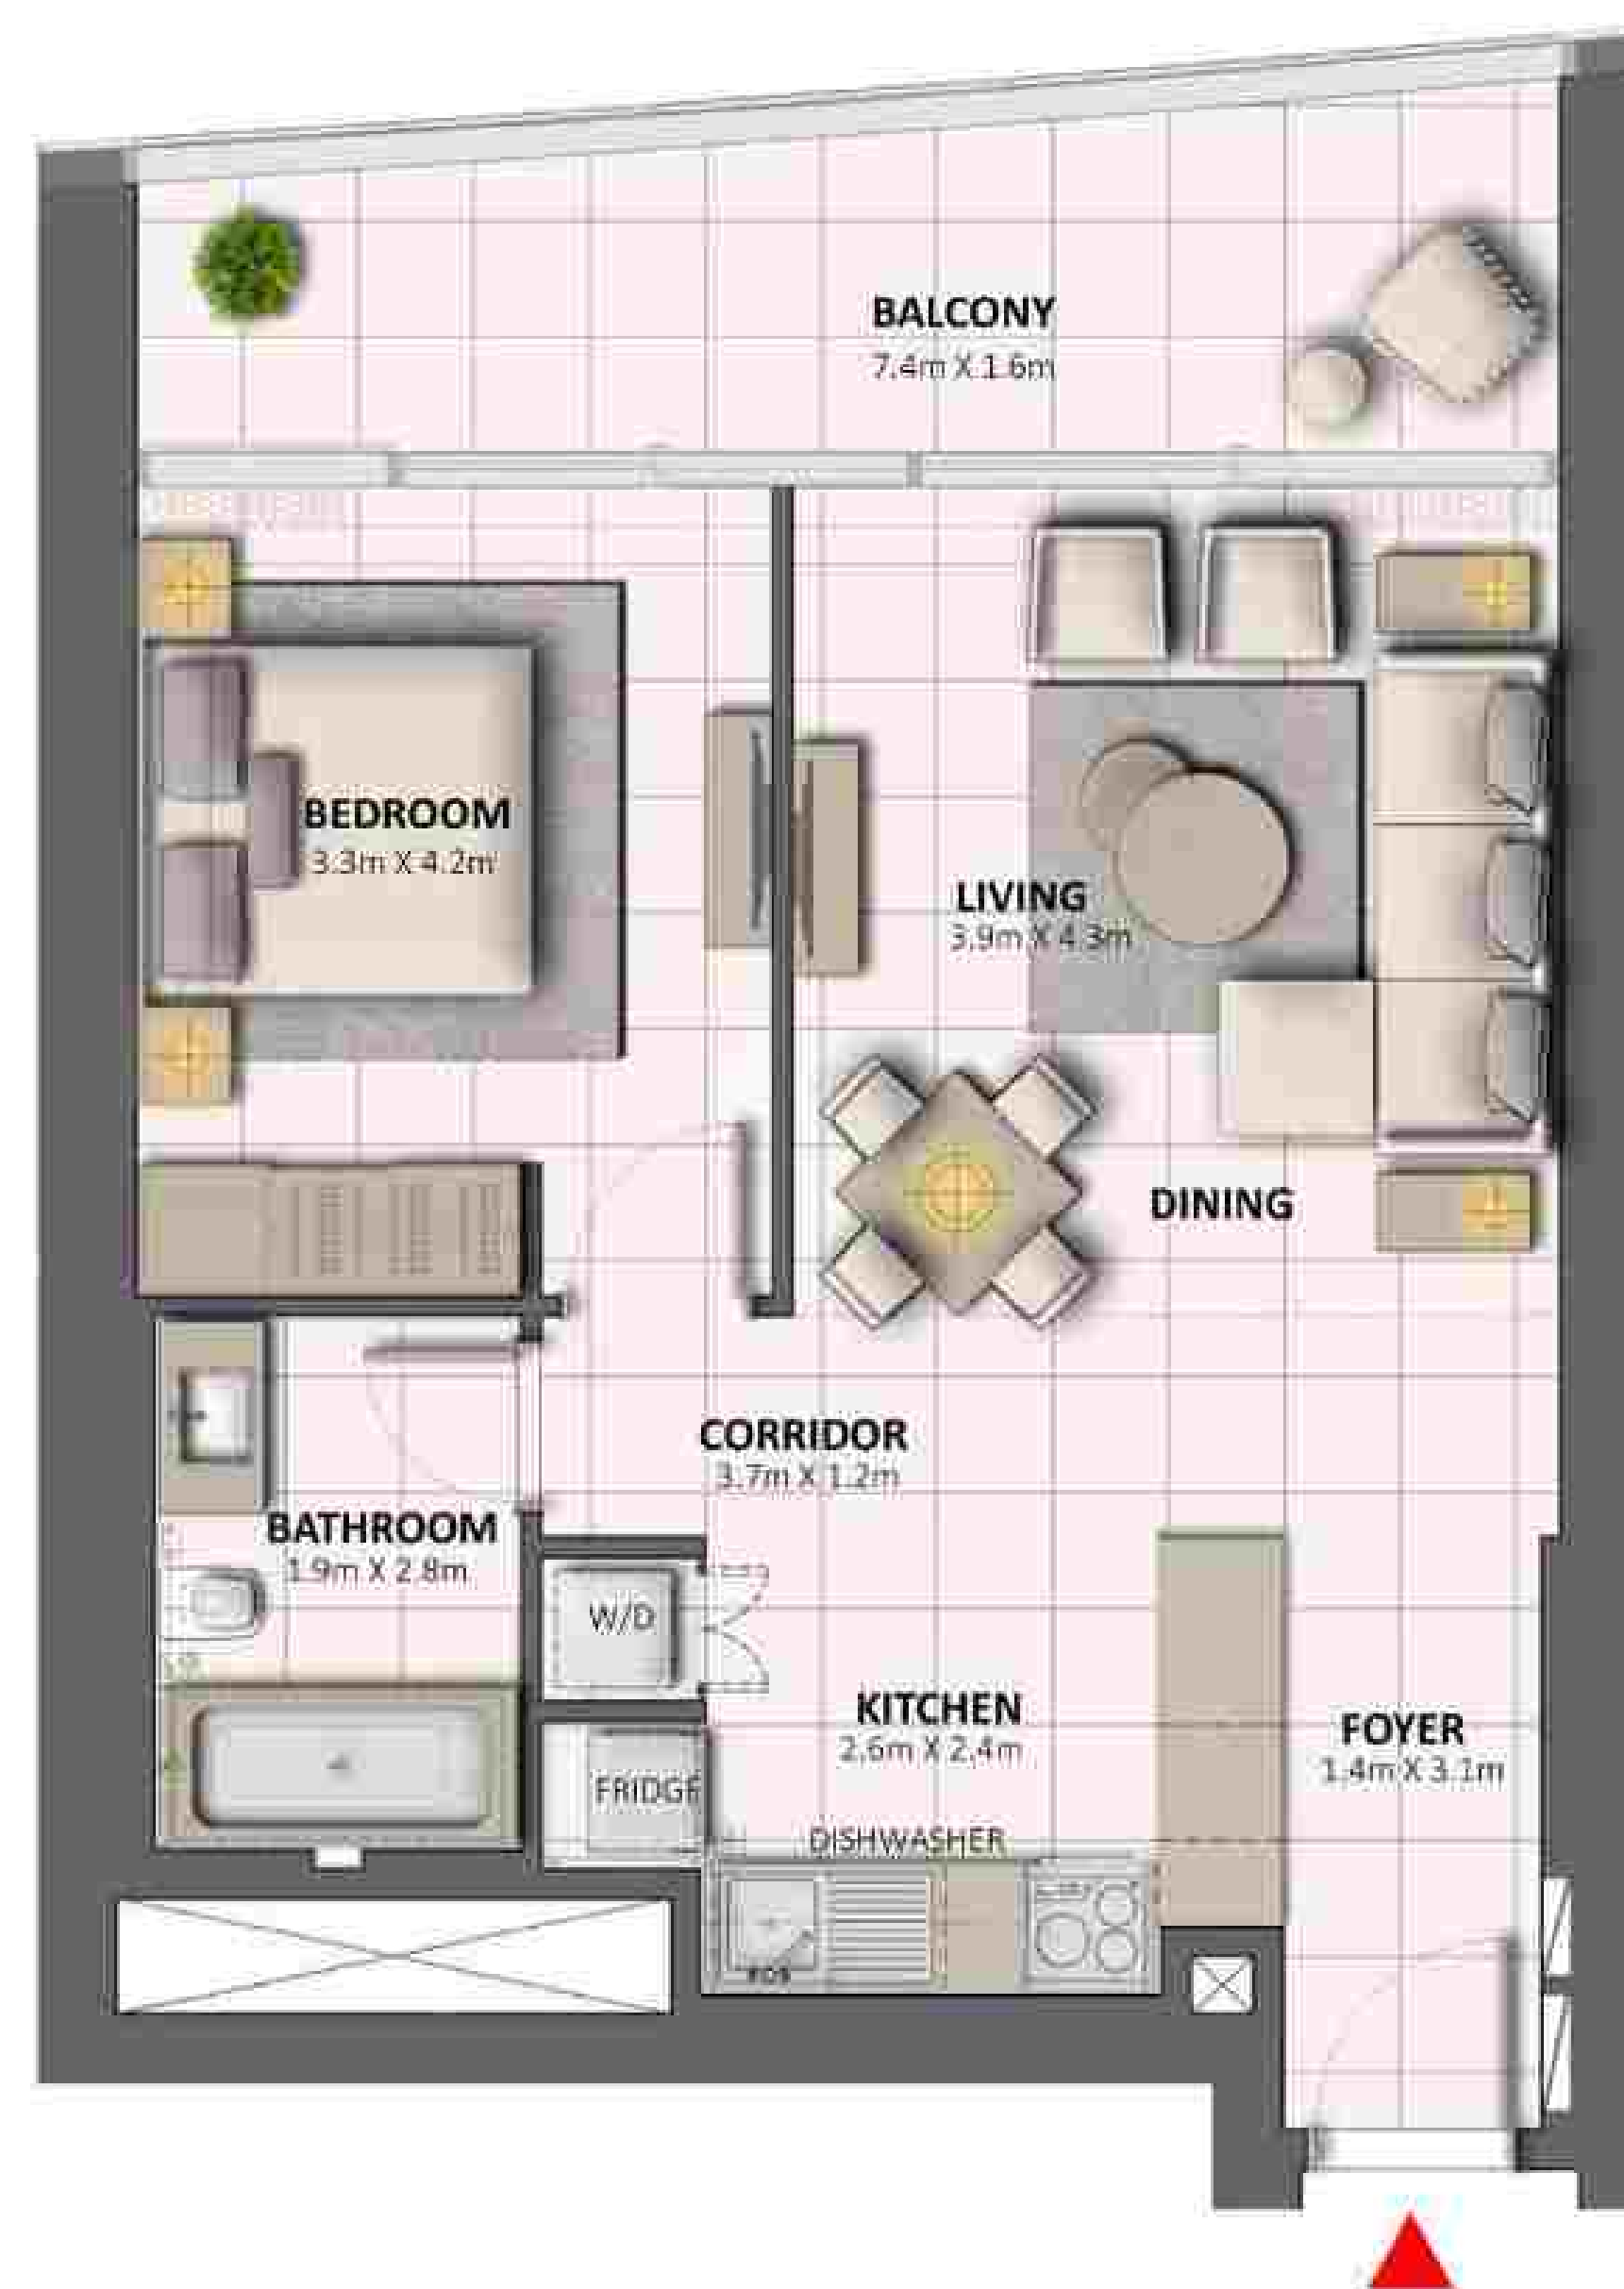 BALCONY
7.4m X 1.6m
BEDROOM
3.3m X 4.2m
LIVING
3.9m X 4.3m
DINING
CORRIDOR
3.7m X 1.2m
BATHROOM
1.9m X 2.8m
W/D
KITCHEN
2.6m X 2.4m
FOYER
1.4m X 3.1m
FRIDGE
DISHWASHER